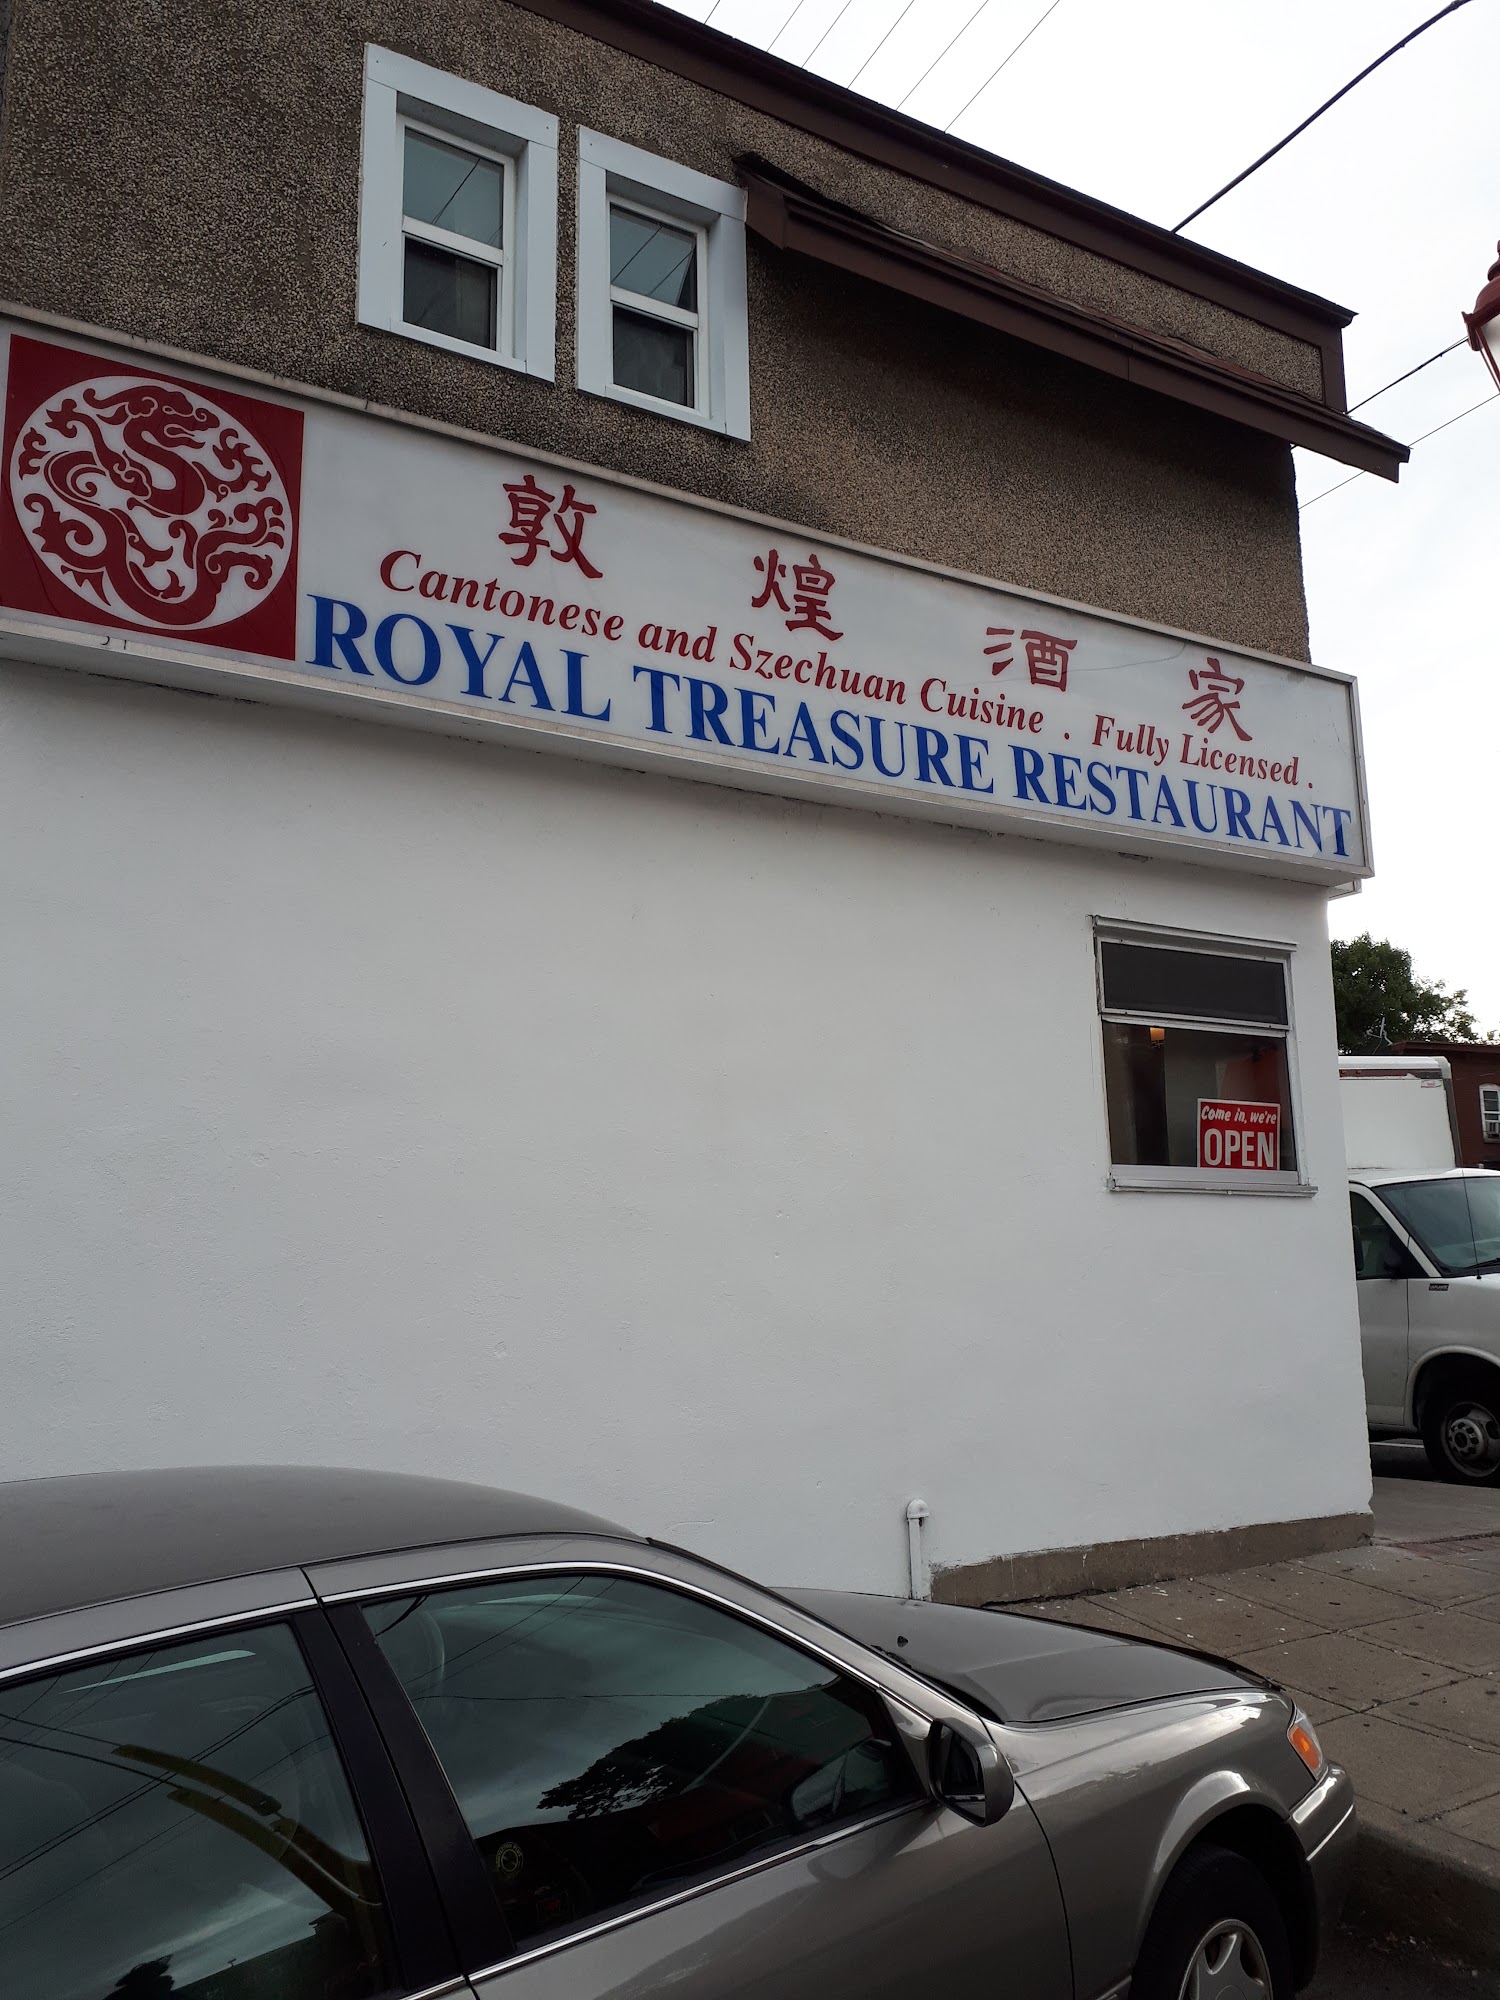 敦煌酒家
Cantonese and Szechuan Cuisine . Fully Licensed .
ROYAL TREASURE RESTAURANT
Come in, we're
OPEN